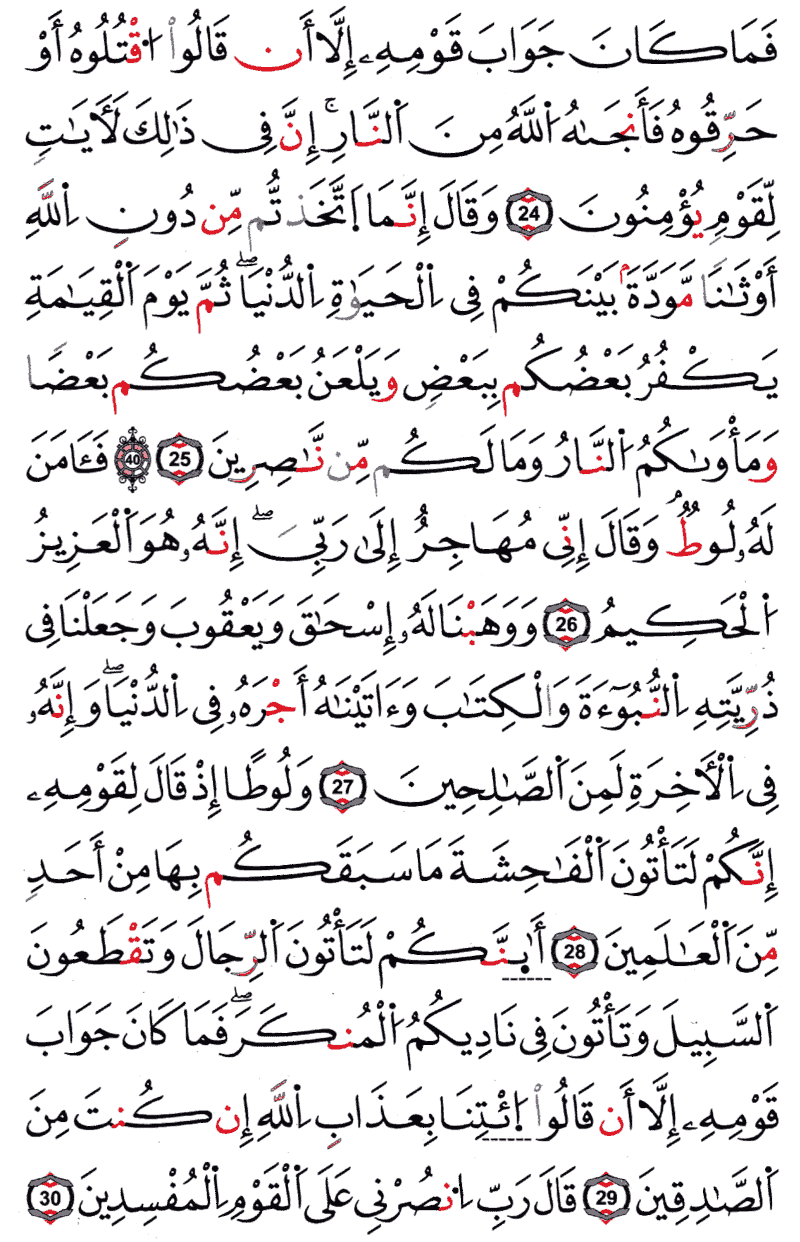 فَمَا كَانَ جَوَابَ قَوْمِهِۦ إِلَّا أَن قَالُوا۟ ٱقْتُلُوهُ أَوْ
حَرِّقُوهُ فَأَنجَىٰهُ ٱللَّهُ مِنَ ٱلنَّارِۚ إِنَّ فِى ذَٰلِكَ لَـَٔايَـٰتٍ
لِّقَوْمٍ يُؤْمِنُونَ 24 وَقَالَ إِنَّمَا ٱتَّخَذْتُم مِّن دُونِ ٱللَّهِ
أَوْثَـٰنًا مَّوَدَّةَۢ بَيْنَكُمْ فِى ٱلْحَيَوٰةِ ٱلدُّنْيَاۖ ثُمَّ يَوْمَ ٱلْقِيَـٰمَةِ
يَكْفُرُ بَعْضُكُم بِبَعْضٍ وَيَلْعَنُ بَعْضُكُم بَعْضًا
وَمَأْوَىٰكُمُ ٱلنَّارُ وَمَا لَكُم مِّن نَّـٰصِرِينَ 25 40 فَـَٔامَنَ
لَهُۥ لُوطٌۘ وَقَالَ إِنِّى مُهَاجِرٌ إِلَىٰ رَبِّىَۖ إِنَّهُۥ هُوَ ٱلْعَزِيزُ
ٱلْحَكِيمُ 26 وَوَهَبْنَا لَهُۥ إِسْحَـٰقَ وَيَعْقُوبَ وَجَعَلْنَا فِى
ذُرِّيَّتِهِ ٱلنُّبُوٓءَةَ وَٱلْكِتَـٰبَ وَءَاتَيْنَـٰهُ أَجْرَهُۥ فِى ٱلدُّنْيَاۖ وَإِنَّهُۥ
فِى ٱلْأَخِرَةِ لَمِنَ ٱلصَّـٰلِحِينَ 27 وَلُوطًا إِذْ قَالَ لِقَوْمِهِۦ
إِنَّكُمْ لَتَأْتُونَ ٱلْفَـٰحِشَةَ مَا سَبَقَكُم بِهَا مِنْ أَحَدٍ
مِّنَ ٱلْعَـٰلَمِينَ 28 أَىِٰنَّكُمْ لَتَأْتُونَ ٱلرِّجَالَ وَتَقْطَعُونَ
ٱلسَّبِيلَ وَتَأْتُونَ فِى نَادِيكُمُ ٱلْمُنكَرَۖ فَمَا كَانَ جَوَابَ
قَوْمِهِۦ إِلَّا أَن قَالُوا۟ ٱئْتِنَا بِعَذَابِ ٱللَّهِ إِن كُنتَ مِنَ
ٱلصَّـٰدِقِينَ 29 قَالَ رَبِّ ٱنصُرْنِى عَلَى ٱلْقَوْمِ ٱلْمُفْسِدِينَ 30